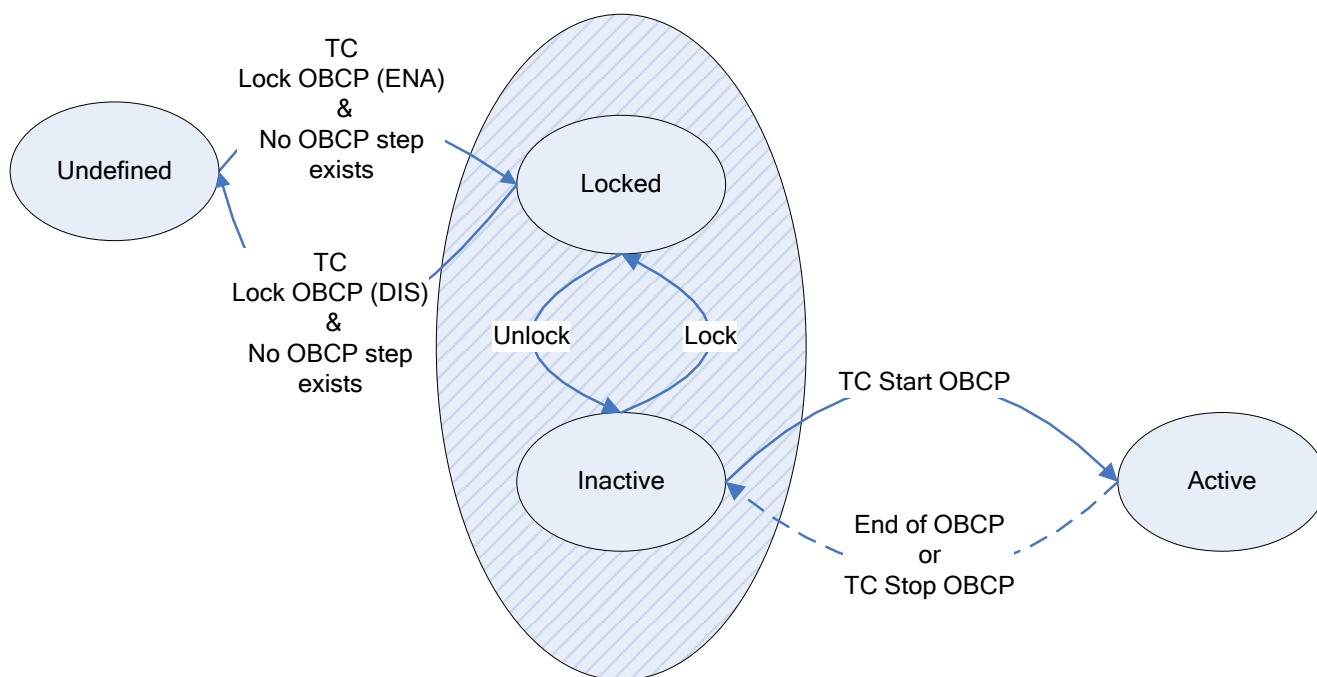 TC
Lock OBCP (ENA)
&
No OBCP step
exists
Undefined
Locked
TC
Lock OBCP (DIS)
&
No OBCP step
exists
Unlock
Lock
TC Start OBCP
Inactive
Active
End of OBCP
or
TC Stop OBCP